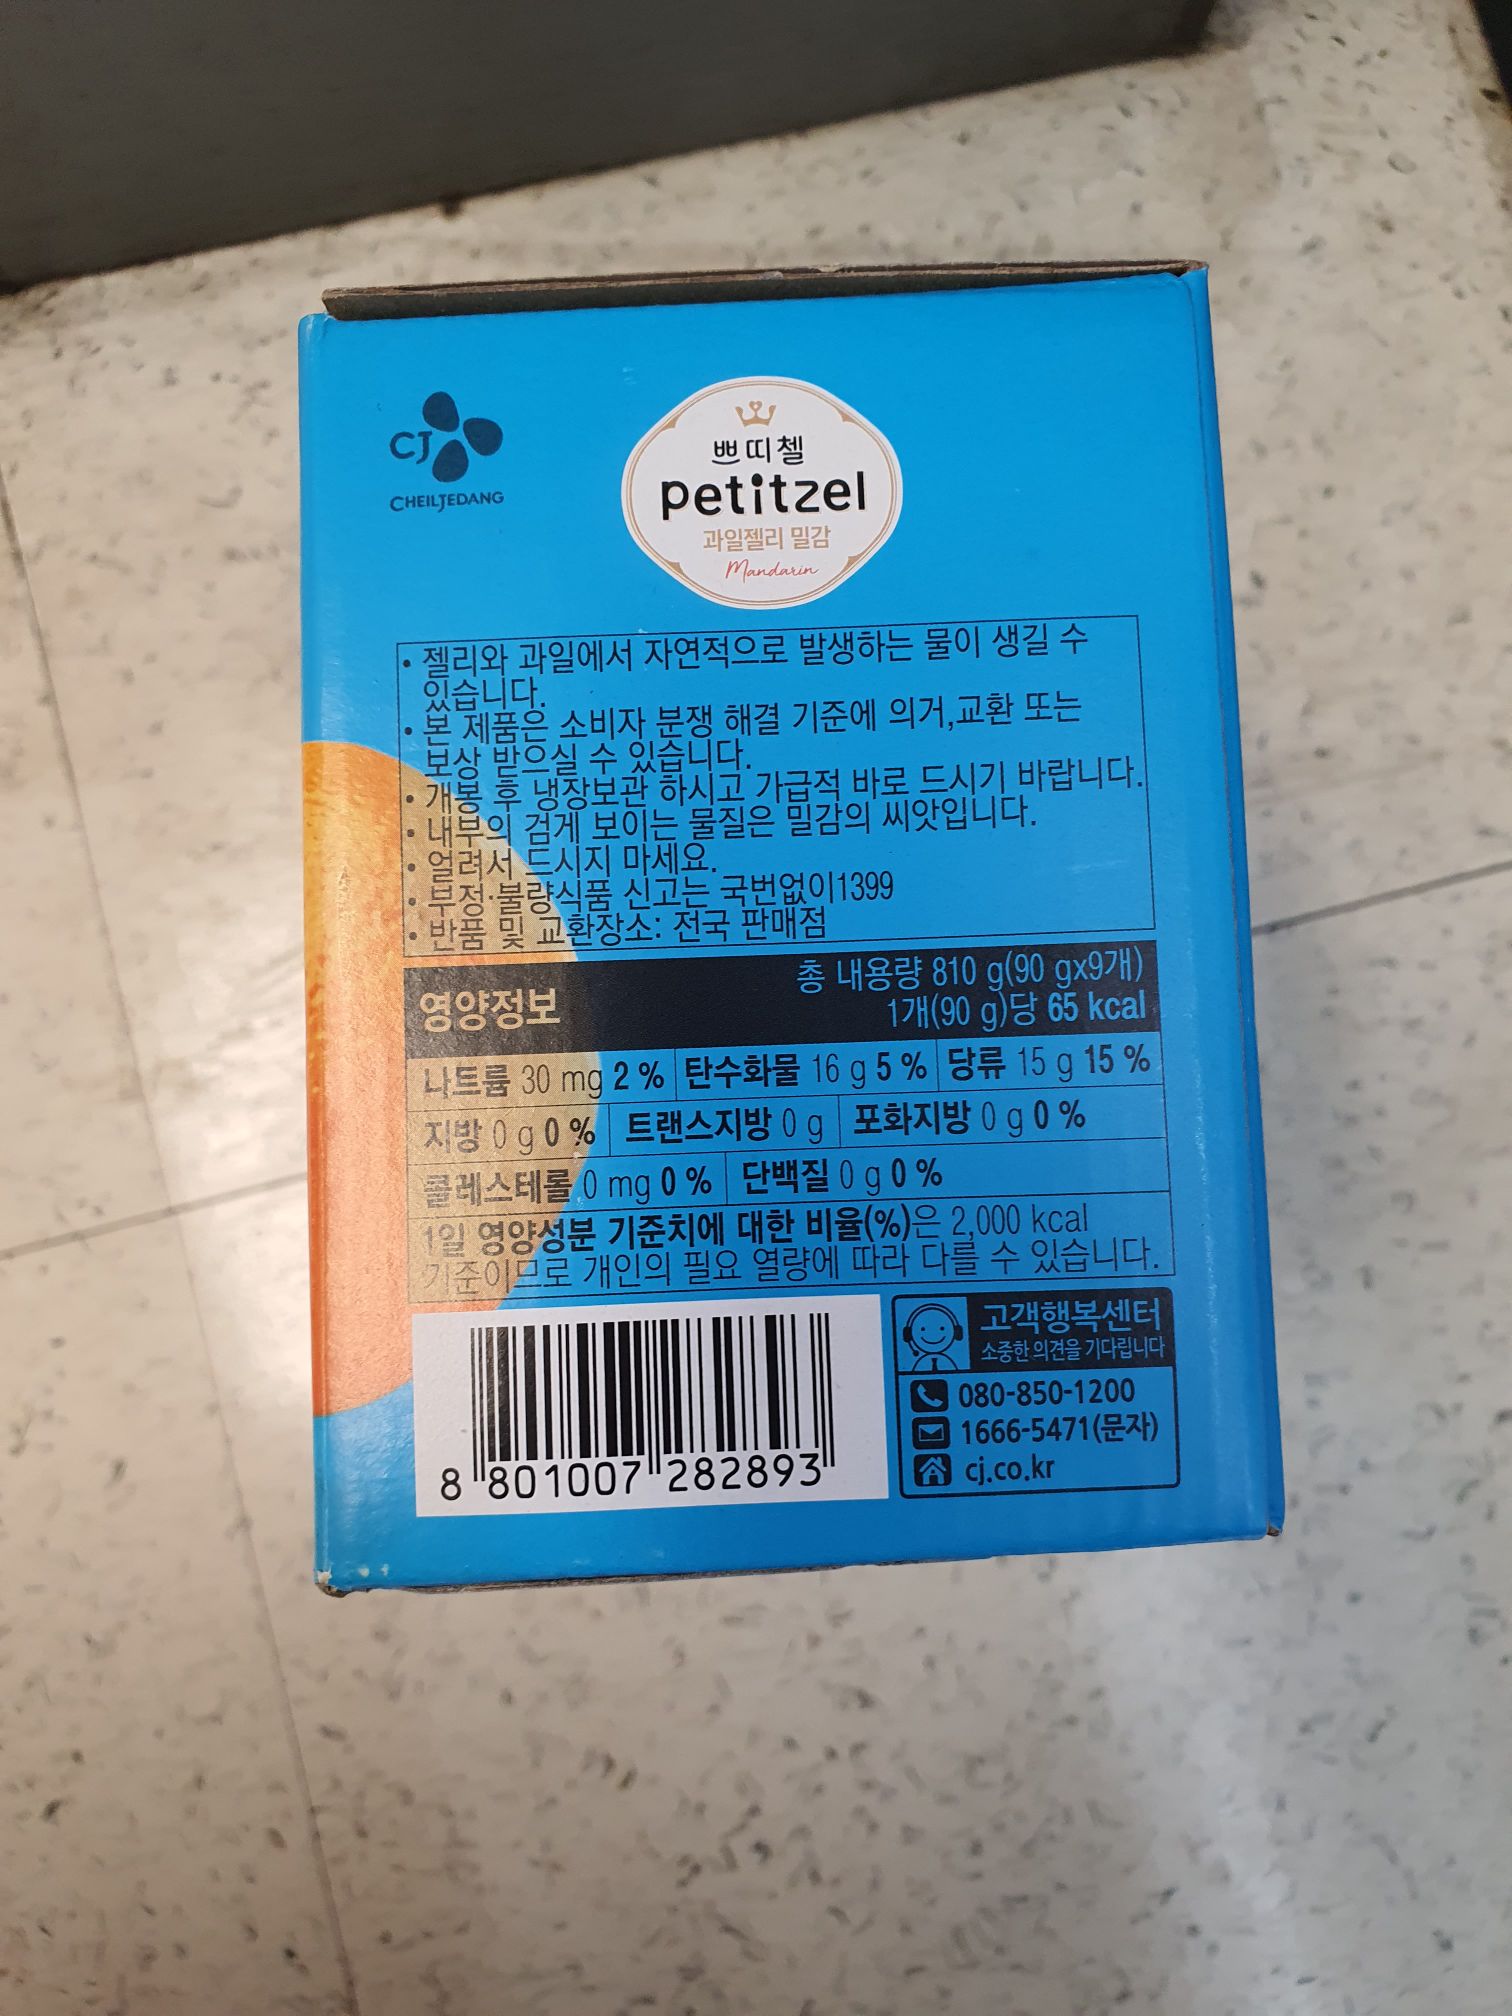 CJ
CHEILJEDANG
쁘띠첼
petitzel
과일젤리 밀감
Mandarin
• 젤리와 과일에서 자연적으로 발생하는 물이 생길 수
있습니다.
• 본 제품은 소비자 분쟁 해결 기준에 의거,교환 또는
보상 받으실 수 있습니다.
• 개봉 후 냉장보관 하시고 가급적 바로 드시기 바랍니다.
• 내부의 검게 보이는 물질은 밀감의 씨앗입니다.
• 얼려서 드시지 마세요.
• 부정·불량식품 신고는 국번없이1399
• 반품 및 교환장소: 전국 판매점
영양정보
총 내용량 810 g(90 gx9개)
1개(90 g)당 65 kcal
나트륨 30 mg 2 % 탄수화물 16 g 5 % 당류 15 g 15 %
지방 0 g 0 % 트랜스지방 0 g 포화지방 0 g 0 %
콜레스테롤 0 mg 0 % 단백질 0 g 0 %
1일 영양성분 기준치에 대한 비율(%)은 2,000 kcal
기준이므로 개인의 필요 열량에 따라 다를 수 있습니다.
8 801007 282893
고객행복센터
소중한 의견을 기다립니다
080-850-1200
1666-5471(문자)
cj.co.kr